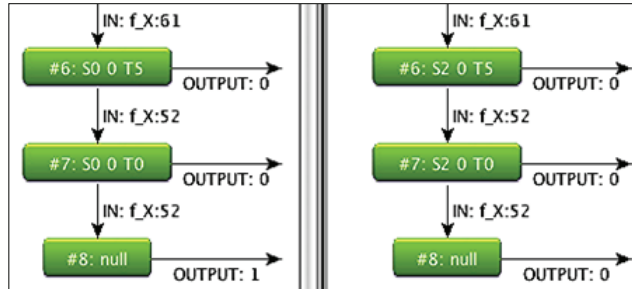 IN: f_X:61
#6: S0 0 T5
OUTPUT: 0
IN: f_X:52
#7: S0 0 T0
OUTPUT: 0
IN: f_X:52
#8: null
OUTPUT: 1
IN: f_X:61
#6: S2 0 T5
OUTPUT: 0
IN: f_X:52
#7: S2 0 T0
OUTPUT: 0
IN: f_X:52
#8: null
OUTPUT: 0